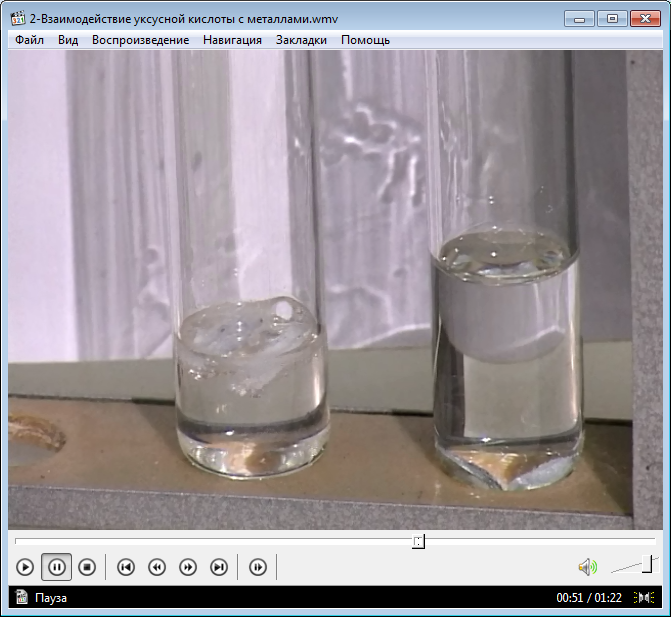 2-Взаимодействие уксусной кислоты с металлами.wmv
Файл Вид Воспроизведение Навигация Закладки Помощь
Пауза 00:51 / 01:22